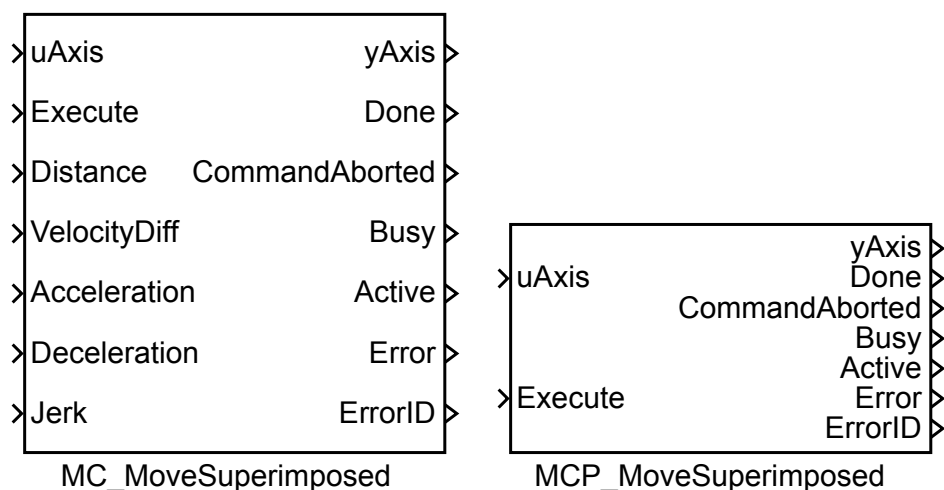 uAxis yAxis
Execute Done
Distance CommandAborted
VelocityDiff Busy
Acceleration Active
Deceleration Error
Jerk ErrorID
MC_MoveSuperimposed
yAxis
uAxis Done
CommandAborted
Busy
Active
Execute Error
ErrorID
MCP_MoveSuperimposed